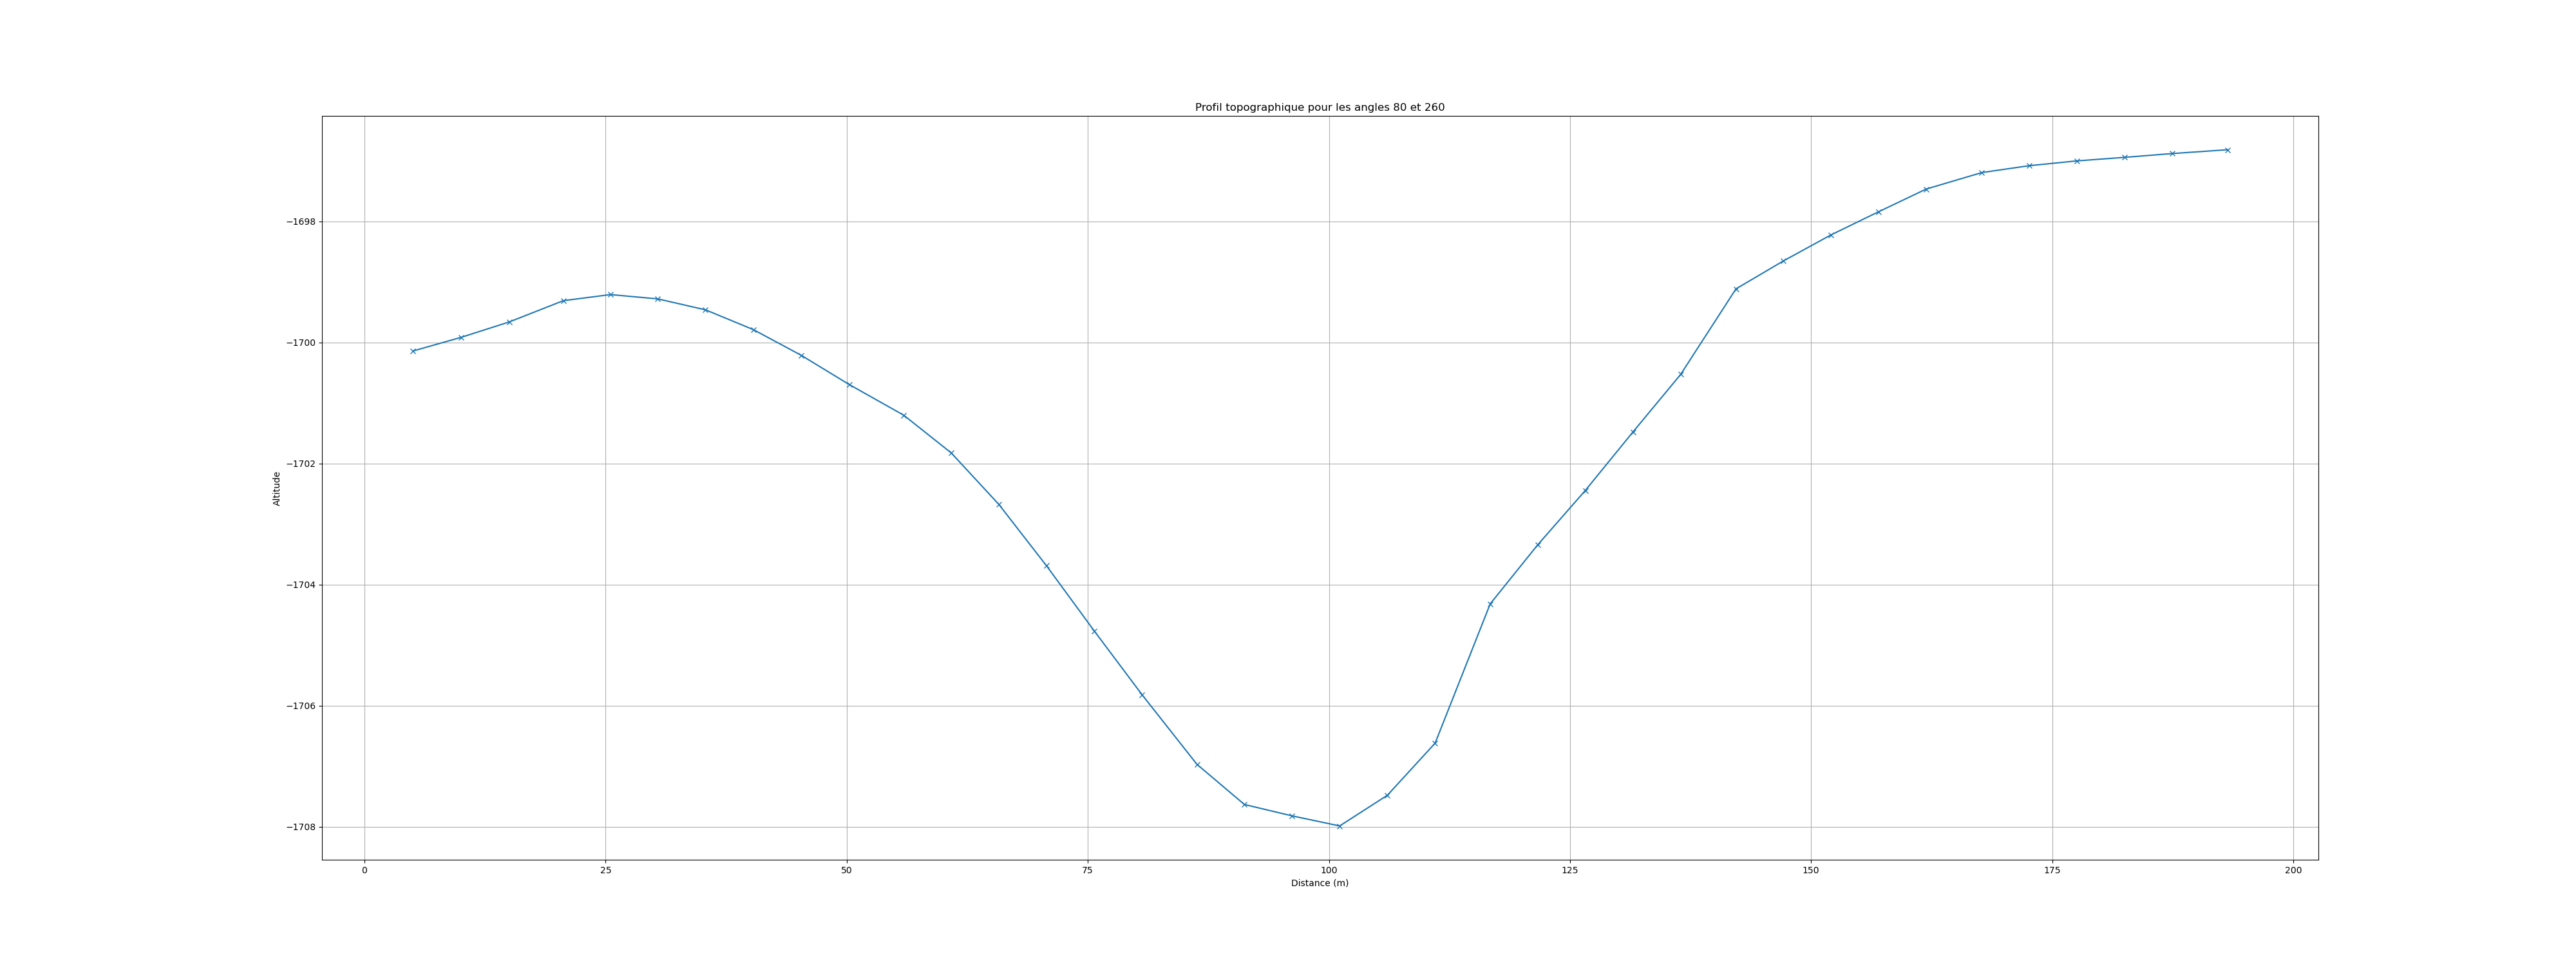 Profil topographique pour les angles 80 et 260
−1698
−1700
−1702
−1704
−1706
−1708
Altitude
0 25 50 75 100 125 150 175 200
Distance (m)